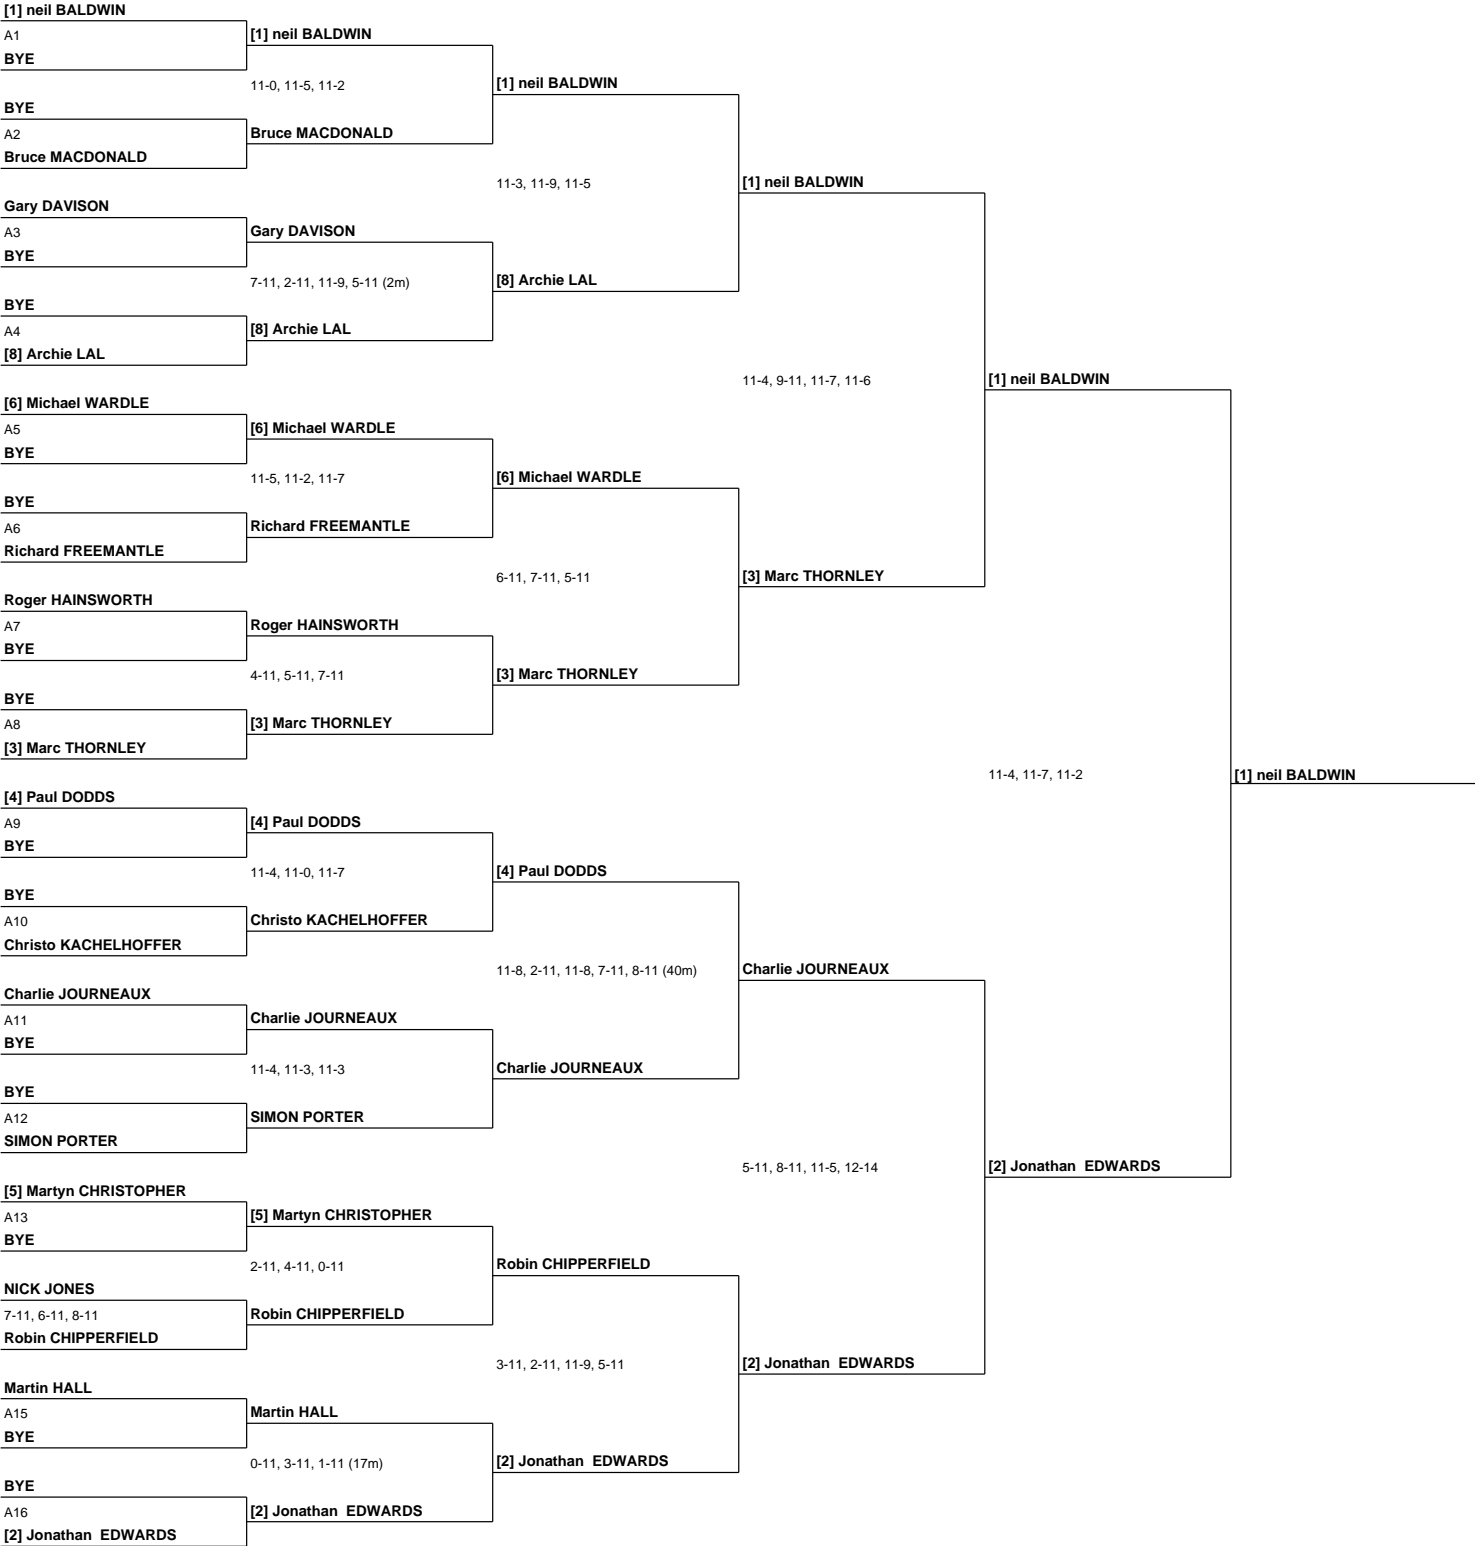 [1] neil BALDWIN
A1
BYE
BYE
A2
Bruce MACDONALD
Gary DAVISON
A3
BYE
BYE
A4
[8] Archie LAL
[6] Michael WARDLE
A5
BYE
BYE
A6
Richard FREEMANTLE
Roger HAINSWORTH
A7
BYE
BYE
A8
[3] Marc THORNLEY
[4] Paul DODDS
A9
BYE
BYE
A10
Christo KACHELHOFFER
Charlie JOURNEAUX
A11
BYE
BYE
A12
SIMON PORTER
[5] Martyn CHRISTOPHER
A13
BYE
NICK JONES
7-11, 6-11, 8-11
Robin CHIPPERFIELD
Martin HALL
A15
BYE
BYE
A16
[2] Jonathan  EDWARDS
[1] neil BALDWIN
11-0, 11-5, 11-2
Bruce MACDONALD
Gary DAVISON
7-11, 2-11, 11-9, 5-11 (2m)
[8] Archie LAL
[6] Michael WARDLE
11-5, 11-2, 11-7
Richard FREEMANTLE
Roger HAINSWORTH
4-11, 5-11, 7-11
[3] Marc THORNLEY
[4] Paul DODDS
11-4, 11-0, 11-7
Christo KACHELHOFFER
Charlie JOURNEAUX
11-4, 11-3, 11-3
SIMON PORTER
[5] Martyn CHRISTOPHER
2-11, 4-11, 0-11
Robin CHIPPERFIELD
Martin HALL
0-11, 3-11, 1-11 (17m)
[2] Jonathan  EDWARDS
[1] neil BALDWIN
11-3, 11-9, 11-5
[8] Archie LAL
[6] Michael WARDLE
6-11, 7-11, 5-11
[3] Marc THORNLEY
[4] Paul DODDS
11-8, 2-11, 11-8, 7-11, 8-11 (40m)
Charlie JOURNEAUX
Robin CHIPPERFIELD
3-11, 2-11, 11-9, 5-11
[2] Jonathan  EDWARDS
[1] neil BALDWIN
11-4, 9-11, 11-7, 11-6
[3] Marc THORNLEY
Charlie JOURNEAUX
5-11, 8-11, 11-5, 12-14
[2] Jonathan  EDWARDS
[1] neil BALDWIN
11-4, 11-7, 11-2
[2] Jonathan  EDWARDS
[1] neil BALDWIN